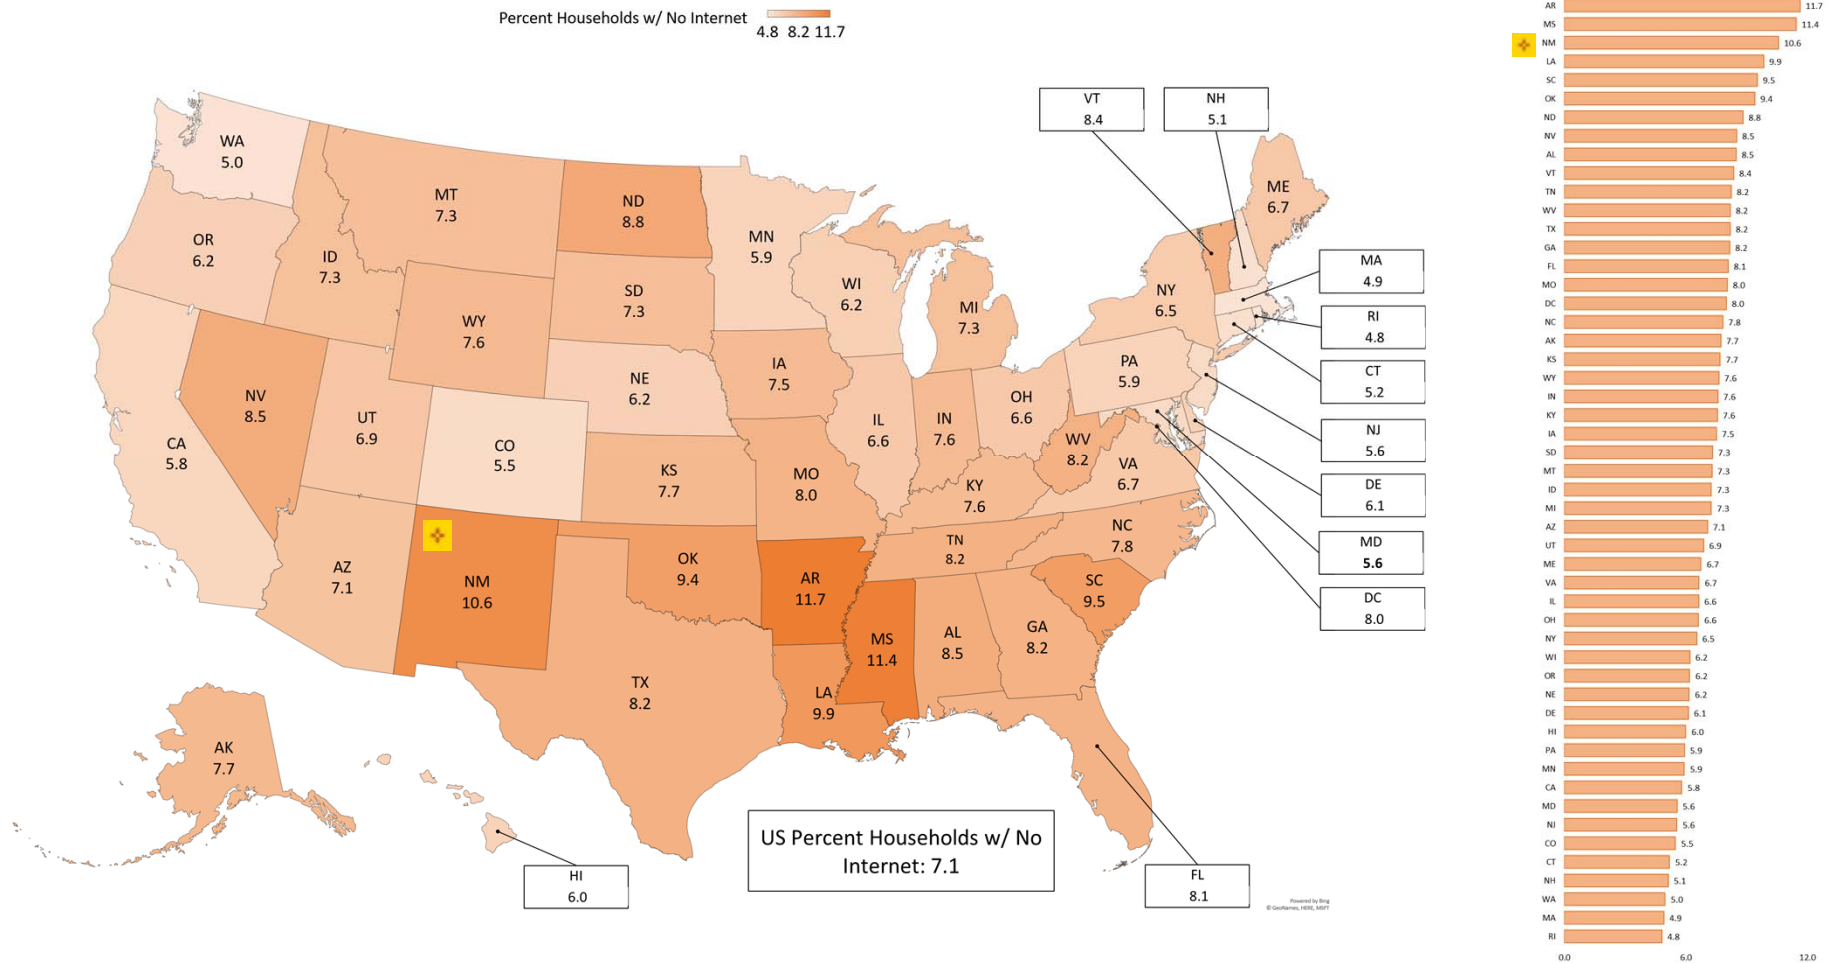 Percent Households w/ No Internet
4.8 8.2 11.7
WA
5.0
OR
6.2
CA
5.8
ID
7.3
NV
8.5
MT
7.3
WY
7.6
UT
6.9
AZ
7.1
CO
5.5
NM
10.6
ND
8.8
SD
7.3
NE
6.2
KS
7.7
OK
9.4
TX
8.2
MN
5.9
IA
7.5
MO
8.0
AR
11.7
LA
9.9
WI
6.2
IL
6.6
MS
11.4
MI
7.3
IN
7.6
KY
7.6
TN
8.2
AL
8.5
OH
6.6
GA
8.2
WV
8.2
VA
6.7
NC
7.8
SC
9.5
PA
5.9
NY
6.5
ME
6.7
VT
8.4
NH
5.1
MA
4.9
RI
4.8
CT
5.2
NJ
5.6
DE
6.1
MD
5.6
DC
8.0
FL
8.1
AK
7.7
HI
6.0
US Percent Households w/ No
Internet: 7.1
Powered by Bing
© GeoNames, HERE, MSFT
AR 11.7
MS 11.4
NM 10.6
LA 9.9
SC 9.5
OK 9.4
ND 8.8
NV 8.5
AL 8.5
VT 8.4
TN 8.2
WV 8.2
TX 8.2
GA 8.2
FL 8.1
MO 8.0
DC 8.0
NC 7.8
AK 7.7
KS 7.7
WY 7.6
IN 7.6
KY 7.6
IA 7.5
SD 7.3
MT 7.3
ID 7.3
MI 7.3
AZ 7.1
UT 6.9
ME 6.7
VA 6.7
IL 6.6
OH 6.6
NY 6.5
WI 6.2
OR 6.2
NE 6.2
DE 6.1
HI 6.0
PA 5.9
MN 5.9
CA 5.8
MD 5.6
NJ 5.6
CO 5.5
CT 5.2
NH 5.1
WA 5.0
MA 4.9
RI 4.8
0.0 6.0 12.0